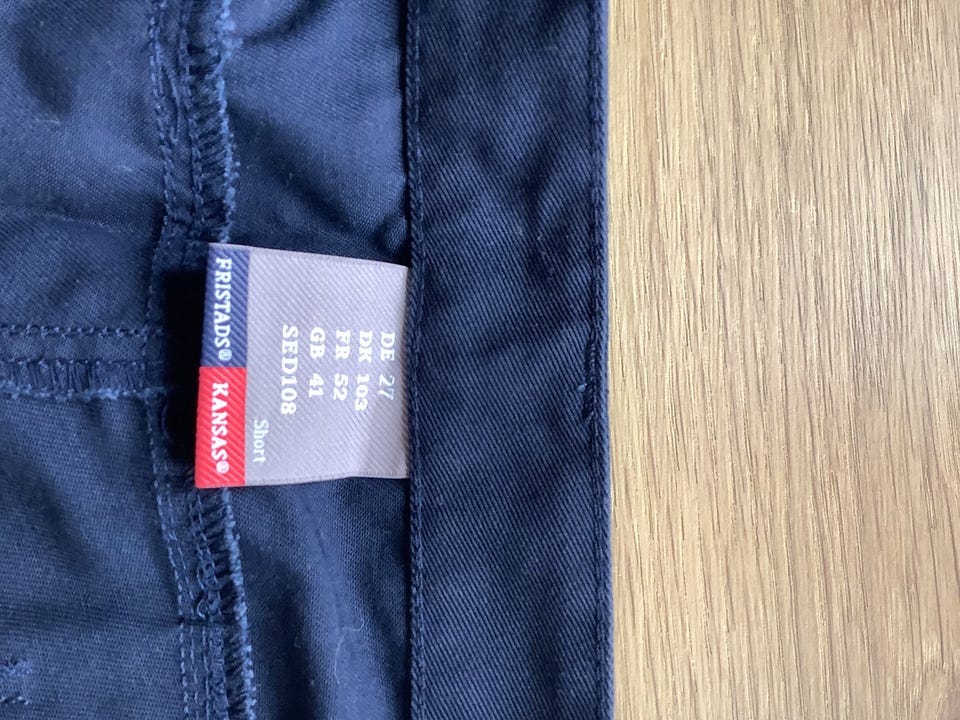 DE 27
DK 103
FR 52
GB 41
SED108
Short
FRISTADS® KANSAS®